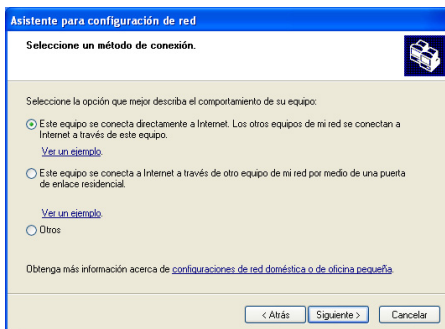 Asistente para configuración de red
Seleccione un método de conexión.
Seleccione la opción que mejor describa el comportamiento de su equipo:
Este equipo se conecta directamente a Internet. Los otros equipos de mi red se conectan a
Internet a través de este equipo.
Ver un ejemplo.
Este equipo se conecta a Internet a través de otro equipo de mi red por medio de una puerta
de enlace residencial.
Ver un ejemplo.
Otros
Obtenga más información acerca de configuraciones de red doméstica o de oficina pequeña.
< Atrás Siguiente > Cancelar